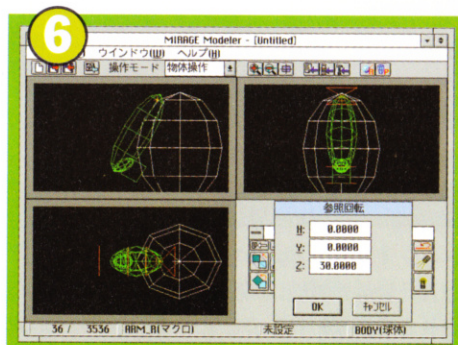 6
MIRAGE Modeler - [Untitled]
ウインドウ(W) ヘルプ(H)
操作モード 物体操作
参照回転
X: 0.0000
Y: 0.0000
Z: 30.0000
OK キャンセル
36 / 3536 ARM_R(マクロ) 未設定 BODY(球体)